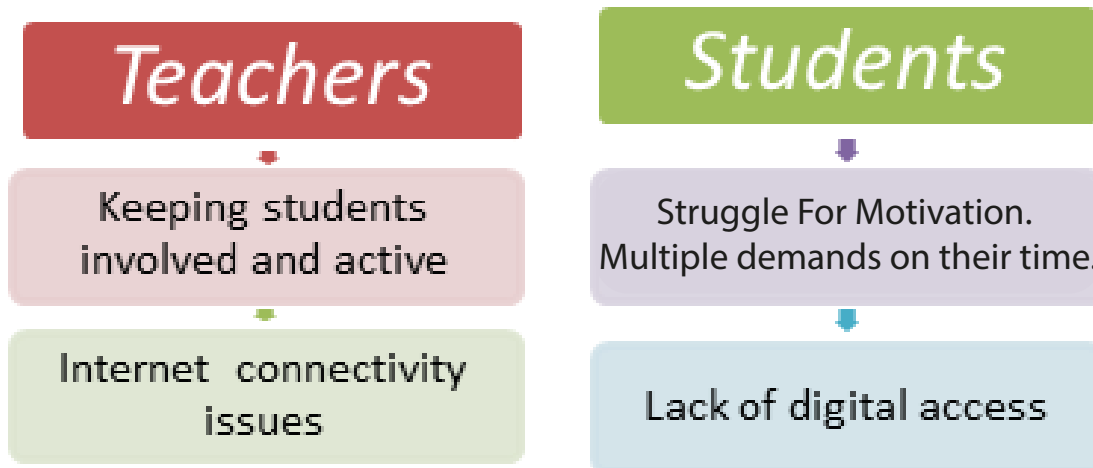 Teachers
Keeping students
involved and active
Internet connectivity
issues
Students
Struggle For Motivation.
Multiple demands on their time.
Lack of digital access